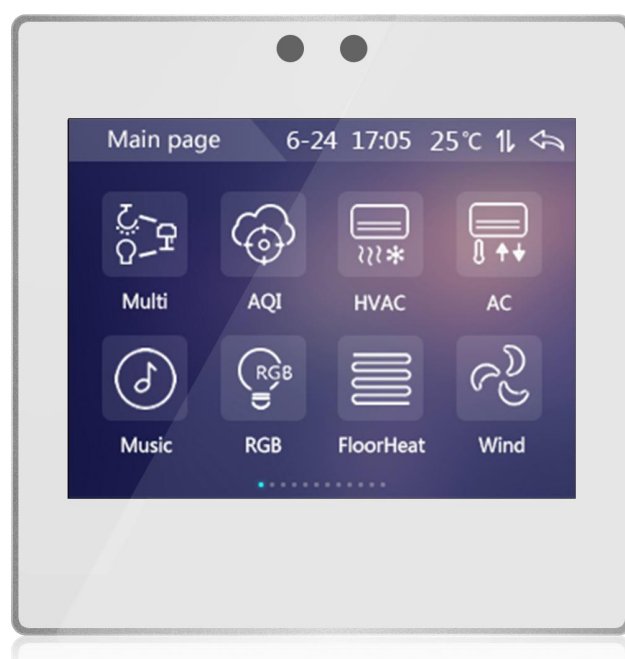 Main page 6-24 17:05 25℃
Multi AQI HVAC AC
RGB
Music RGB FloorHeat Wind